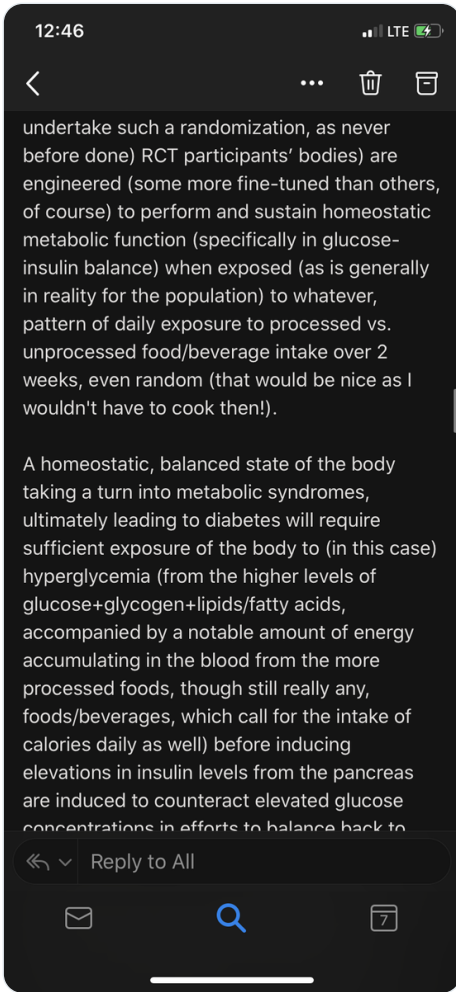 12:46
LTE
undertake such a randomization, as never
before done) RCT participants’ bodies) are
engineered (some more fine-tuned than others,
of course) to perform and sustain homeostatic
metabolic function (specifically in glucose-
insulin balance) when exposed (as is generally
in reality for the population) to whatever,
pattern of daily exposure to processed vs.
unprocessed food/beverage intake over 2
weeks, even random (that would be nice as I
wouldn't have to cook then!).
A homeostatic, balanced state of the body
taking a turn into metabolic syndromes,
ultimately leading to diabetes will require
sufficient exposure of the body to (in this case)
hyperglycemia (from the higher levels of
glucose+glycogen+lipids/fatty acids,
accompanied by a notable amount of energy
accumulating in the blood from the more
processed foods, though still really any,
foods/beverages, which call for the intake of
calories daily as well) before inducing
elevations in insulin levels from the pancreas
are induced to counteract elevated glucose
concentrations in efforts to balance back to
Reply to All
7